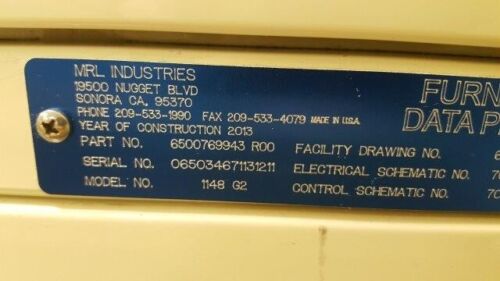 MRL INDUSTRIES
19500 NUGGET BLVD
SONORA CA. 95370
PHONE 209-533-1990 FAX 209-533-4079 MADE IN U.S.A.
YEAR OF CONSTRUCTION 2013
PART NO. 6500769943 R00
SERIAL NO. 065034671131211
MODEL NO. 1148 G2
FURN
DATA P
FACILITY DRAWING NO.
ELECTRICAL SCHEMATIC NO. 70
CONTROL SCHEMATIC NO. 70